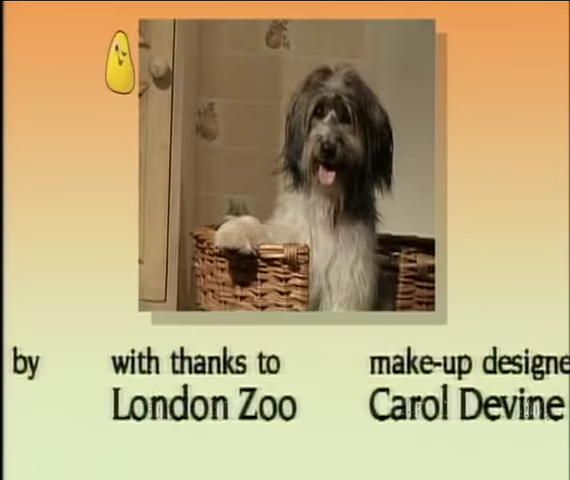 by
with thanks to
London Zoo
make-up designe
Carol Devine